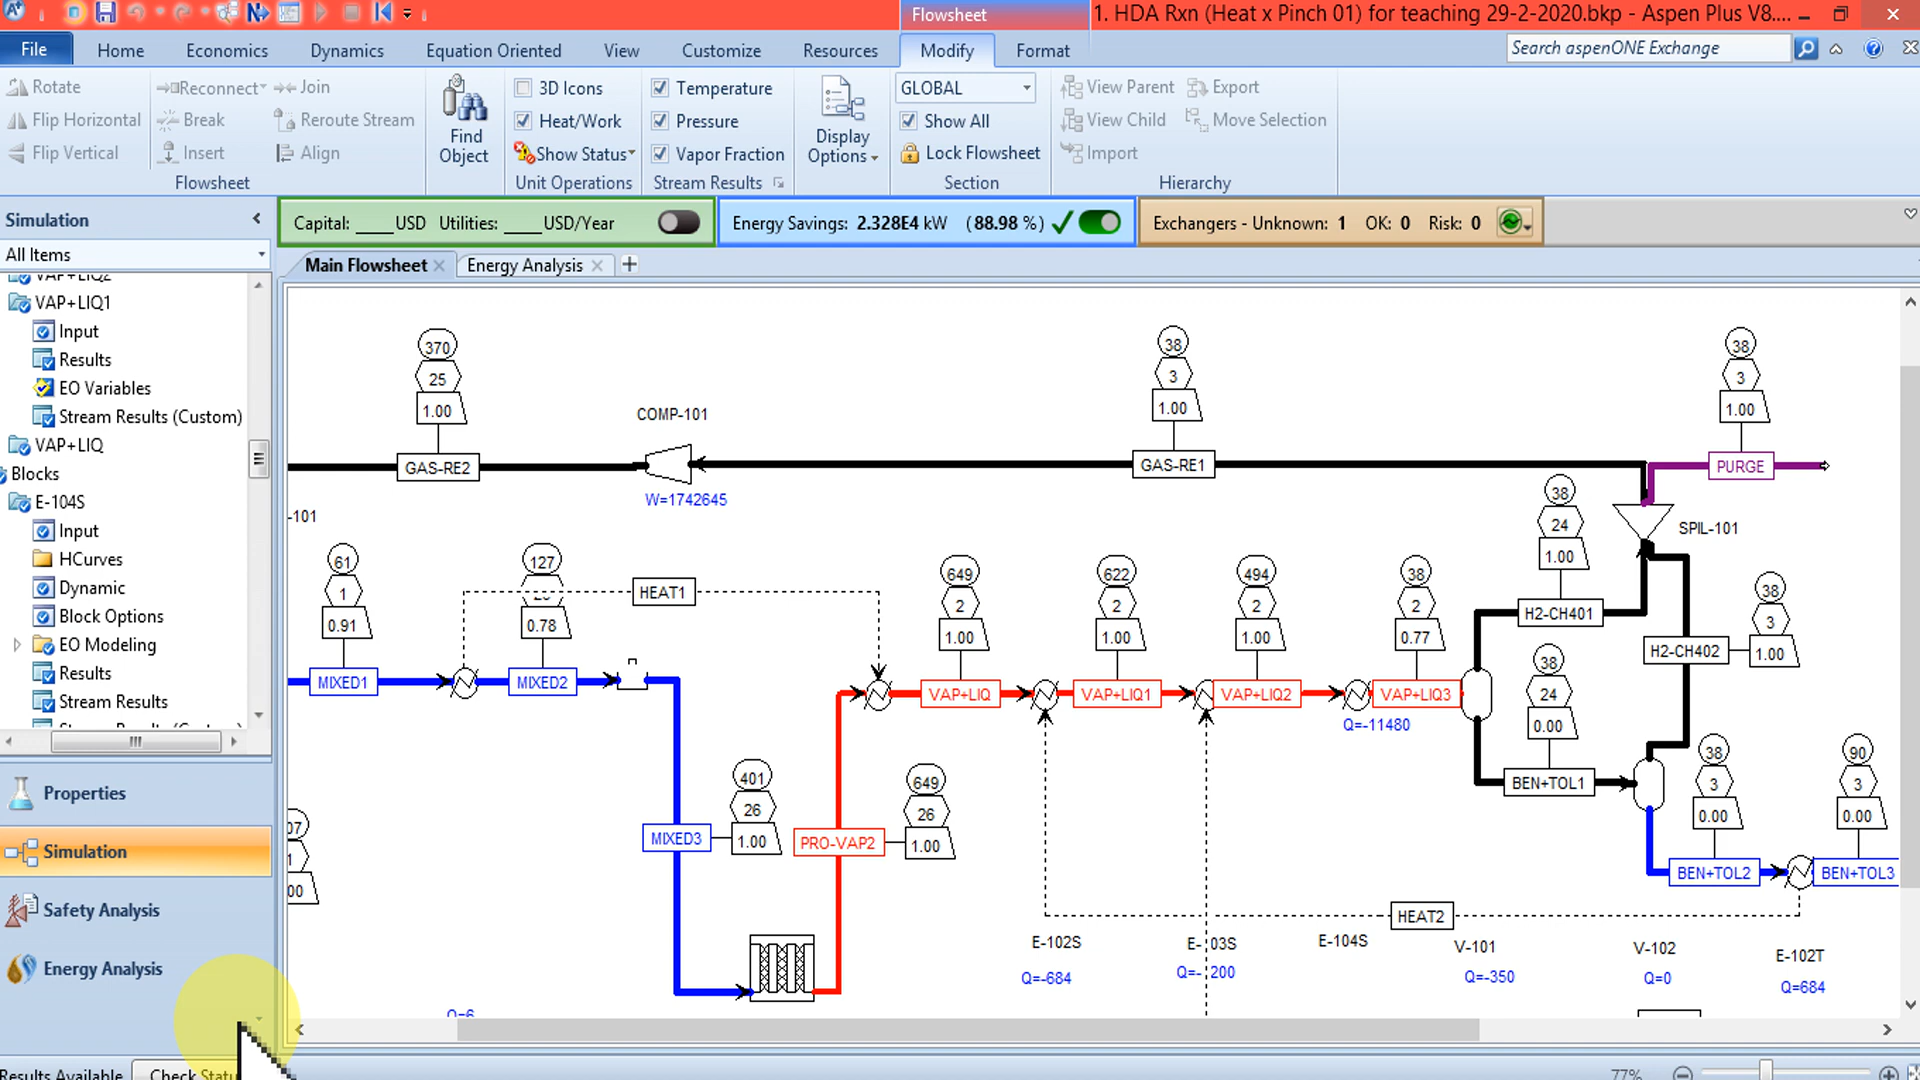 Flowsheet
1. HDA Rxn (Heat x Pinch 01) for teaching 29-2-2020.bkp - Aspen Plus V8....
File Home Economics Dynamics Equation Oriented View Customize Resources Modify Format
Search aspenONE Exchange
Rotate Reconnect Join
Flip Horizontal Break Reroute Stream
Flip Vertical Insert Align
Flowsheet
Find Object
3D Icons
Heat/Work
Show Status
Unit Operations
Temperature
Pressure
Vapor Fraction
Stream Results
Display Options
GLOBAL
Show All
Lock Flowsheet
Section
View Parent Export
View Child Move Selection
Import
Hierarchy
Simulation
Capital: ____USD Utilities: ____USD/Year
Energy Savings: 2.328E4 kW (88.98 %)
Exchangers - Unknown: 1 OK: 0 Risk: 0
All Items
Main Flowsheet
Energy Analysis
VAP+LIQ2
VAP+LIQ1
Input
Results
EO Variables
Stream Results (Custom)
VAP+LIQ
Blocks
E-104S
Input
HCurves
Dynamic
Block Options
EO Modeling
Results
Stream Results
Properties
Simulation
Safety Analysis
Energy Analysis
370
25
1.00
GAS-RE2
COMP-101
W=1742645
38
3
1.00
GAS-RE1
38
3
1.00
PURGE
SPIL-101
-101
61
1
0.91
MIXED1
127
0.78
MIXED2
HEAT1
649
2
1.00
VAP+LIQ
622
2
1.00
VAP+LIQ1
494
2
1.00
VAP+LIQ2
38
2
0.77
VAP+LIQ3
Q=-11480
38
24
1.00
H2-CH401
38
3
1.00
H2-CH402
38
24
0.00
BEN+TOL1
38
3
0.00
BEN+TOL2
90
3
0.00
BEN+TOL3
401
26
1.00
MIXED3
649
26
1.00
PRO-VAP2
07
1
00
HEAT2
E-102S
Q=-684
E-103S
Q=-200
E-104S
V-101
Q=-350
V-102
Q=0
E-102T
Q=684
Q=6
Results Available
Check Status
77%